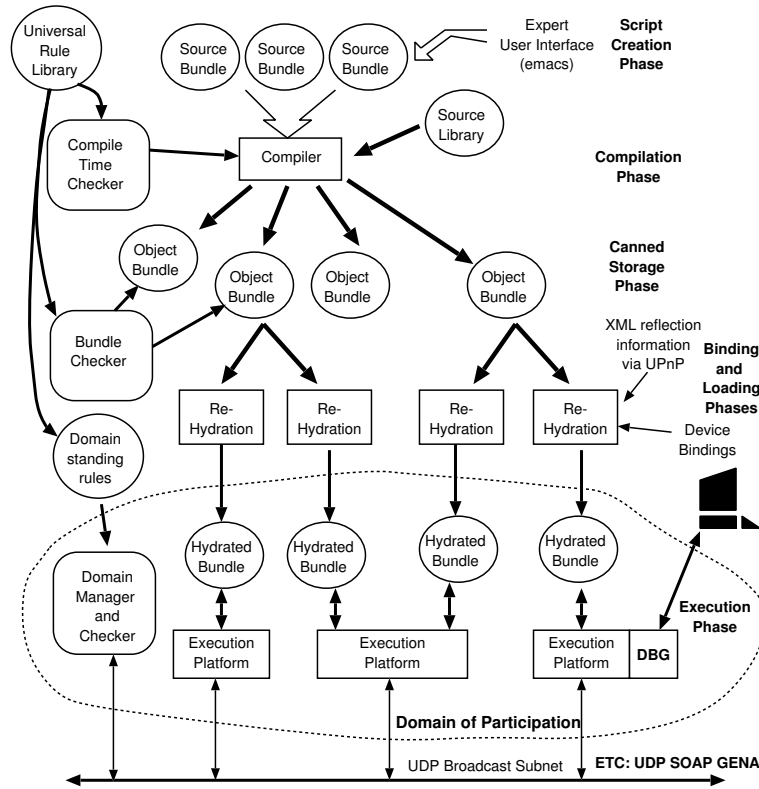 Universal
Rule
Library
Source
Bundle
Source
Bundle
Source
Bundle
Expert
User Interface
(emacs)
Script
Creation
Phase
Source
Library
Compile
Time
Checker
Compiler
Compilation
Phase
Object
Bundle
Object
Bundle
Object
Bundle
Object
Bundle
Canned
Storage
Phase
Bundle
Checker
XML reflection
information
via UPnP
Binding
and
Loading
Phases
Re-
Hydration
Re-
Hydration
Re-
Hydration
Re-
Hydration
Device
Bindings
Domain
standing
rules
Hydrated
Bundle
Hydrated
Bundle
Hydrated
Bundle
Hydrated
Bundle
Domain
Manager
and
Checker
Execution
Phase
Execution
Platform
Execution
Platform
Execution
Platform
DBG
Domain of Participation
UDP Broadcast Subnet
ETC: UDP SOAP GENA